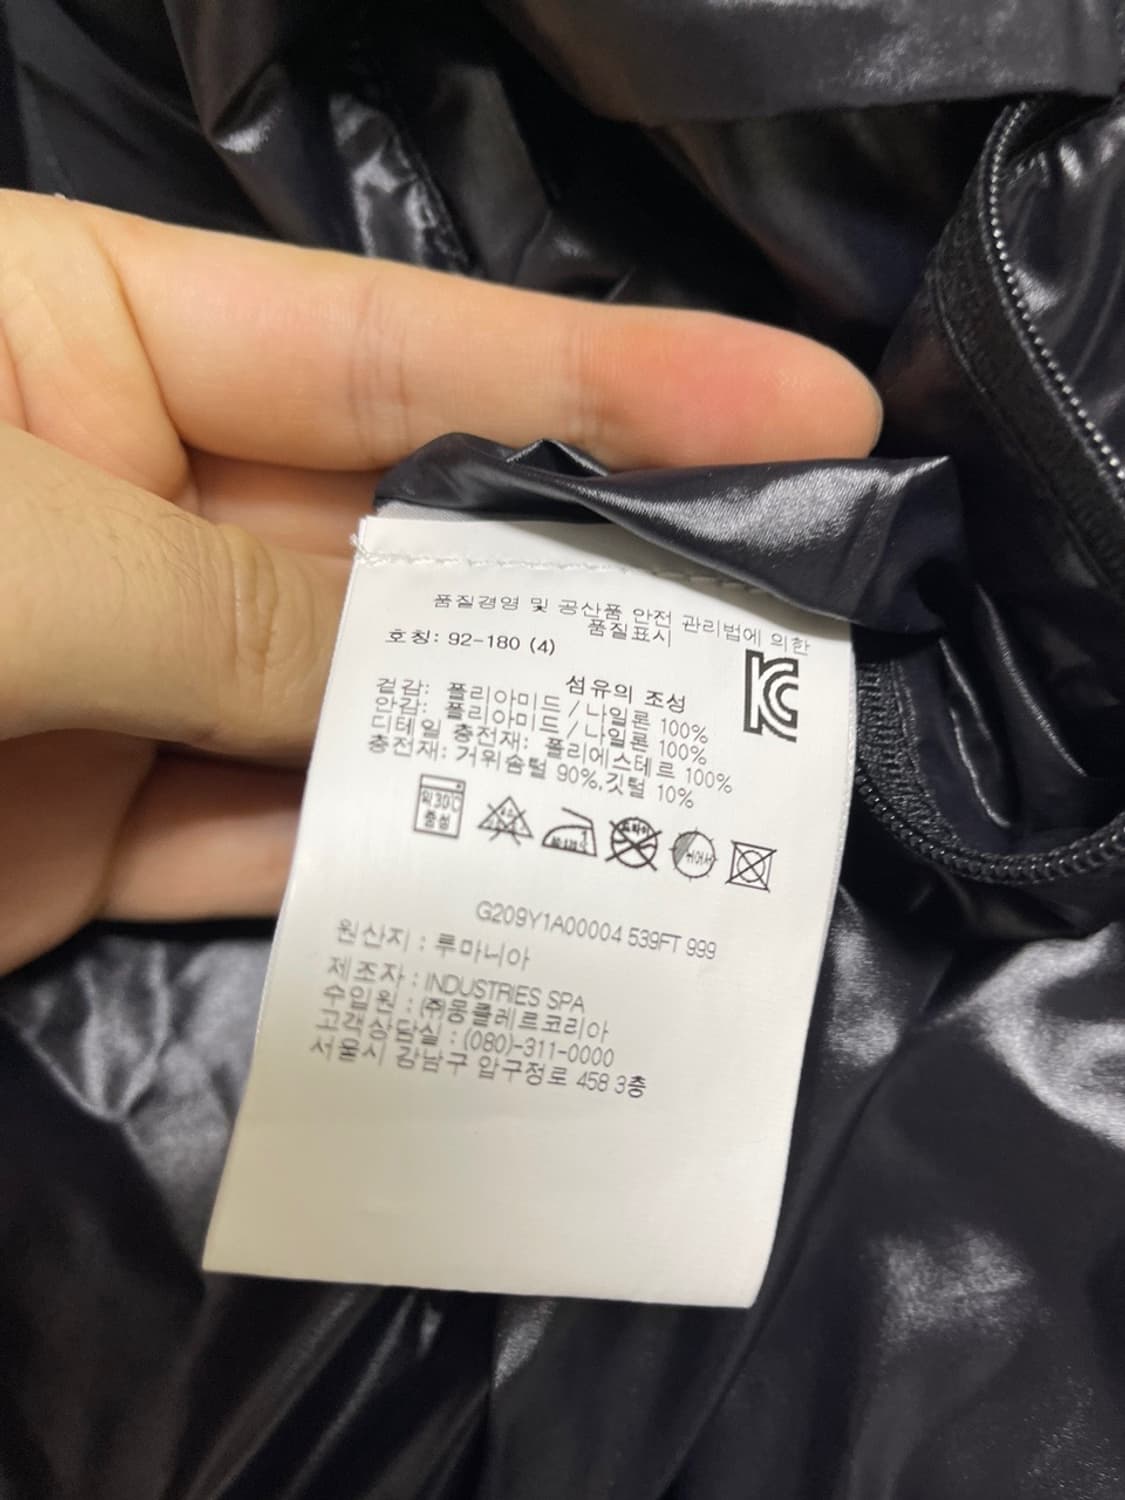 품질경영 및 공산품 안전 관리법에 의한
품질표시
호칭: 92-180 (4)
섬유의 조성
겉감: 폴리아미드 / 나일론 100%
안감: 폴리아미드 / 나일론 100%
디테일 충전재: 폴리에스테르 100%
충전재: 거위솜털 90%, 깃털 10%
약30℃
중성
G209Y1A00004 539FT 999
원산지 : 루마니아
제조자 : INDUSTRIES SPA
수입원 : (주)몽클레르코리아
고객상담실 : (080)-311-0000
서울시 강남구 압구정로 458 3층